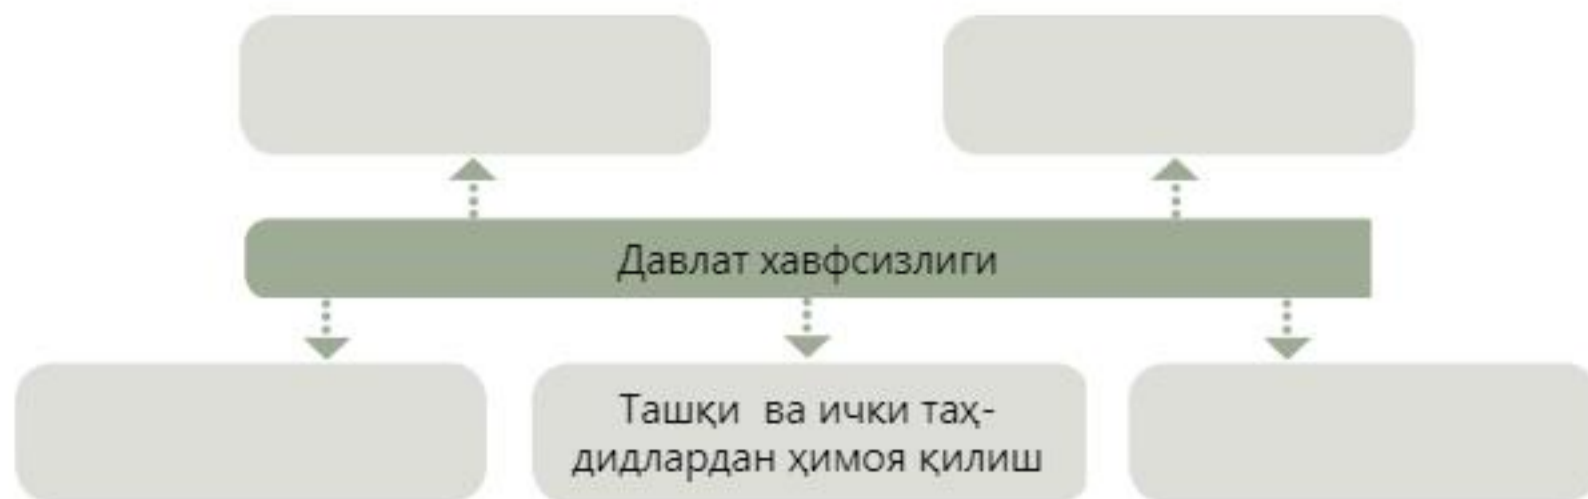 Давлат хавфсизлиги
Ташқи ва ички таҳ-
дидлардан ҳимоя қилиш